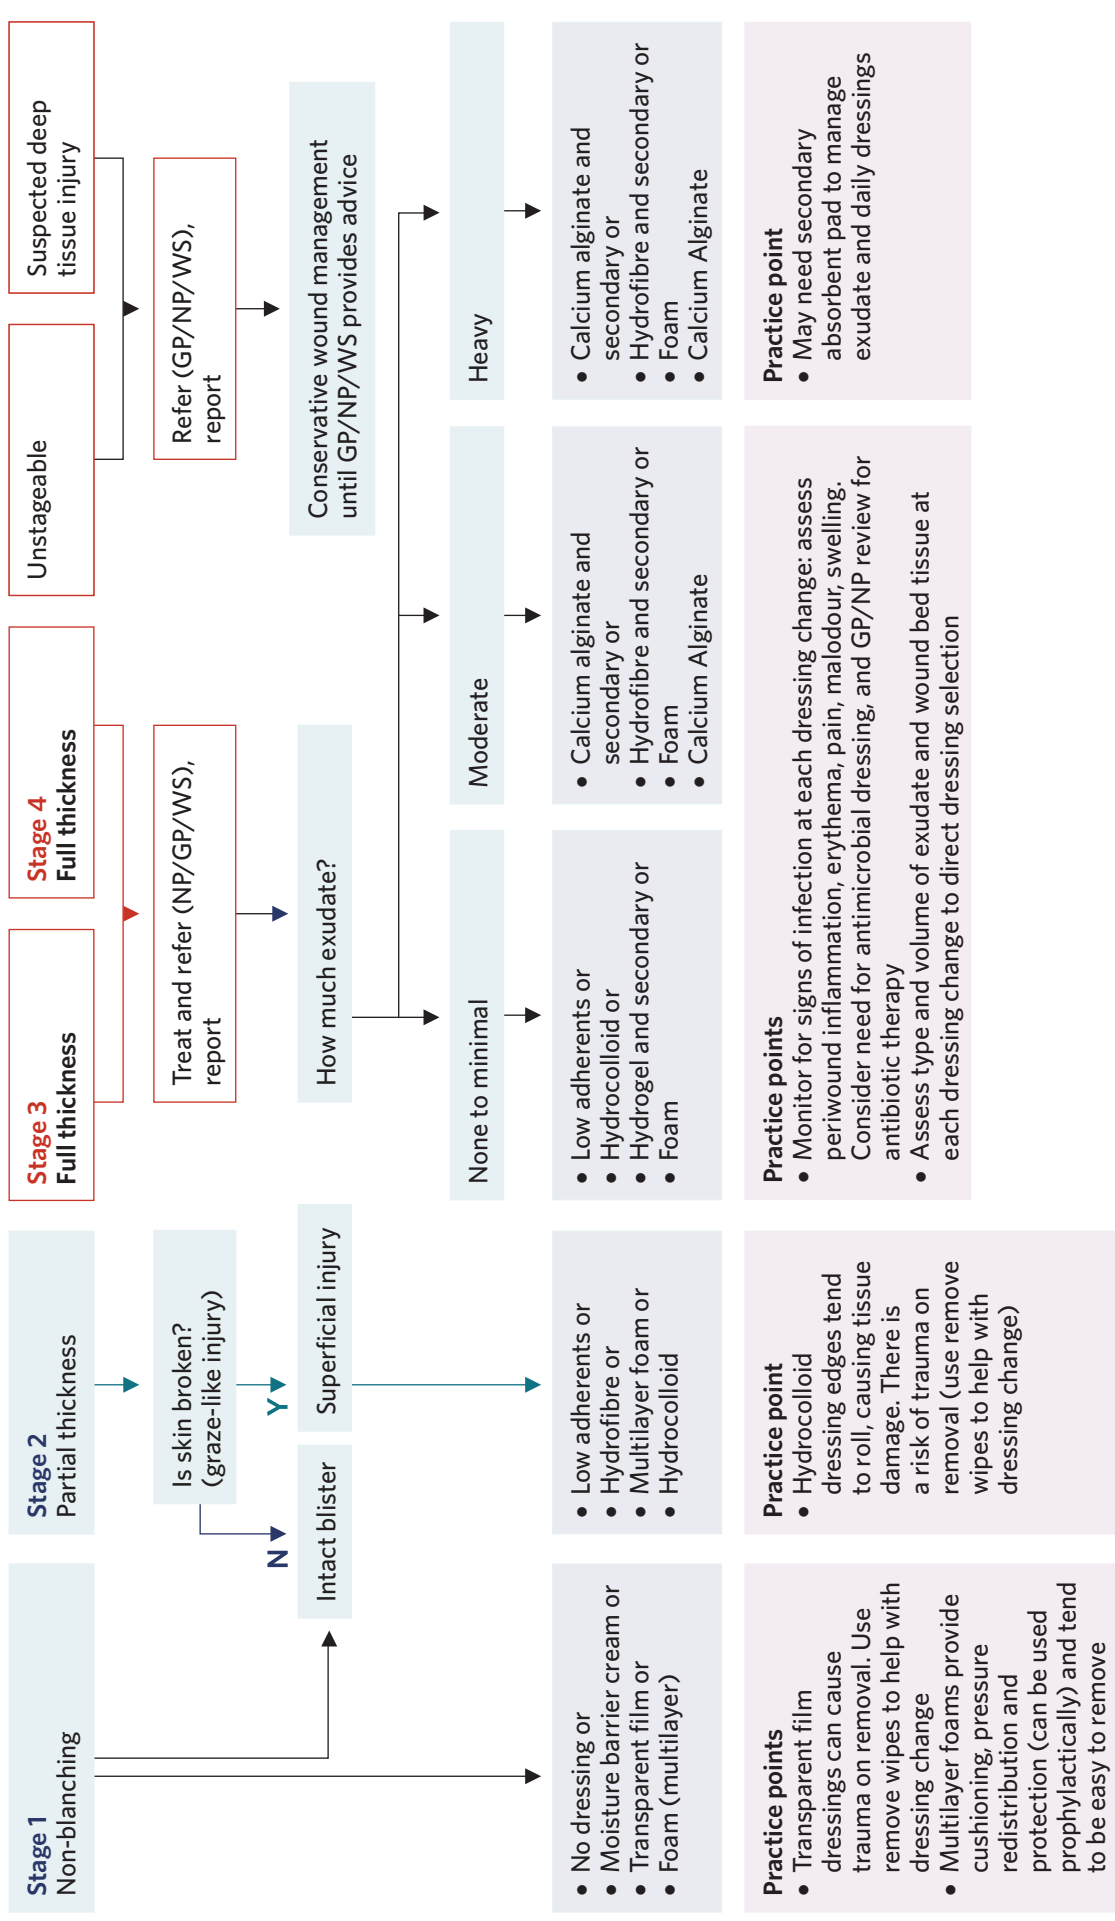 Stage 1
Non-blanching
Stage 2
Partial thickness
Stage 3
Full thickness
Stage 4
Full thickness
Unstageable
Suspected deep
tissue injury
Is skin broken?
(graze-like injury)
Treat and refer (NP/GP/WS),
report
Refer (GP/NP/WS),
report
N
Y
Intact blister
Superficial injury
How much exudate?
Conservative wound management
until GP/NP/WS provides advice
None to minimal
Moderate
Heavy
• No dressing or
• Moisture barrier cream or
• Transparent film or
• Foam (multilayer)
• Low adherents or
• Hydrofibre or
• Multilayer foam or
• Hydrocolloid
• Low adherents or
• Hydrocolloid or
• Hydrogel and secondary or
• Foam
• Calcium alginate and
secondary or
• Hydrofibre and secondary or
• Foam
• Calcium Alginate
• Calcium alginate and
secondary or
• Hydrofibre and secondary or
• Foam
• Calcium Alginate
Practice points
• Transparent film
dressings can cause
trauma on removal. Use
remove wipes to help with
dressing change
• Multilayer foams provide
cushioning, pressure
redistribution and
protection (can be used
prophylactically) and tend
to be easy to remove
Practice point
• Hydrocolloid
dressing edges tend
to roll, causing tissue
damage. There is
a risk of trauma on
removal (use remove
wipes to help with
dressing change)
Practice points
• Monitor for signs of infection at each dressing change: assess
periwound inflammation, erythema, pain, malodour, swelling.
Consider need for antimicrobial dressing, and GP/NP review for
antibiotic therapy
• Assess type and volume of exudate and wound bed tissue at
each dressing change to direct dressing selection
Practice point
• May need secondary
absorbent pad to manage
exudate and daily dressings